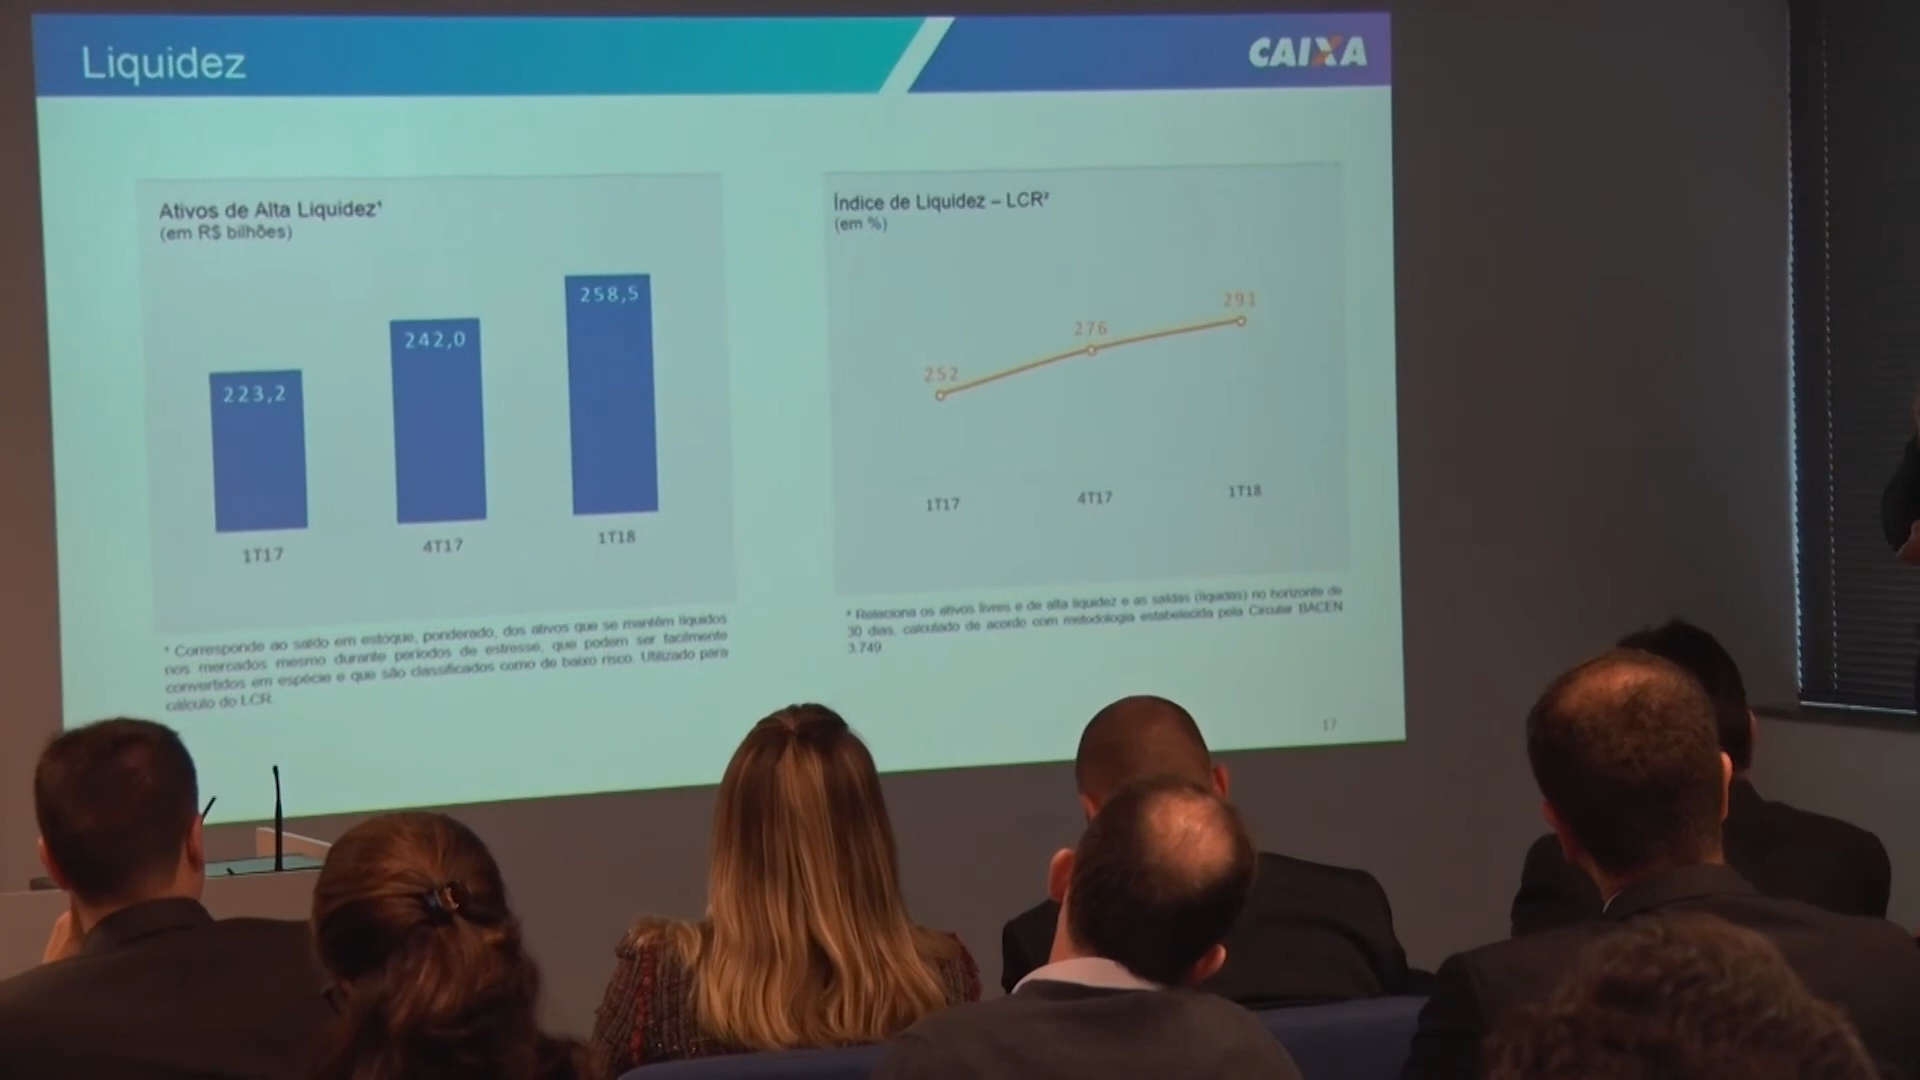 Liquidez
CAIXA
Ativos de Alta Liquidez¹
(em R$ bilhões)
223,2
242,0
258,5
1T17
4T17
1T18
¹ Corresponde ao saldo em estoque, ponderado, dos ativos que se mantêm líquidos
nos mercados mesmo durante períodos de estresse, que podem ser facilmente
convertidos em espécie e que são classificados como de baixo risco. Utilizado para
cálculo do LCR.
Índice de Liquidez – LCR²
(em %)
252
276
291
1T17
4T17
1T18
² Relaciona os ativos livres e de alta liquidez e as saídas (líquidas) no horizonte de
30 dias, calculado de acordo com metodologia estabelecida pela Circular BACEN
3.749
17